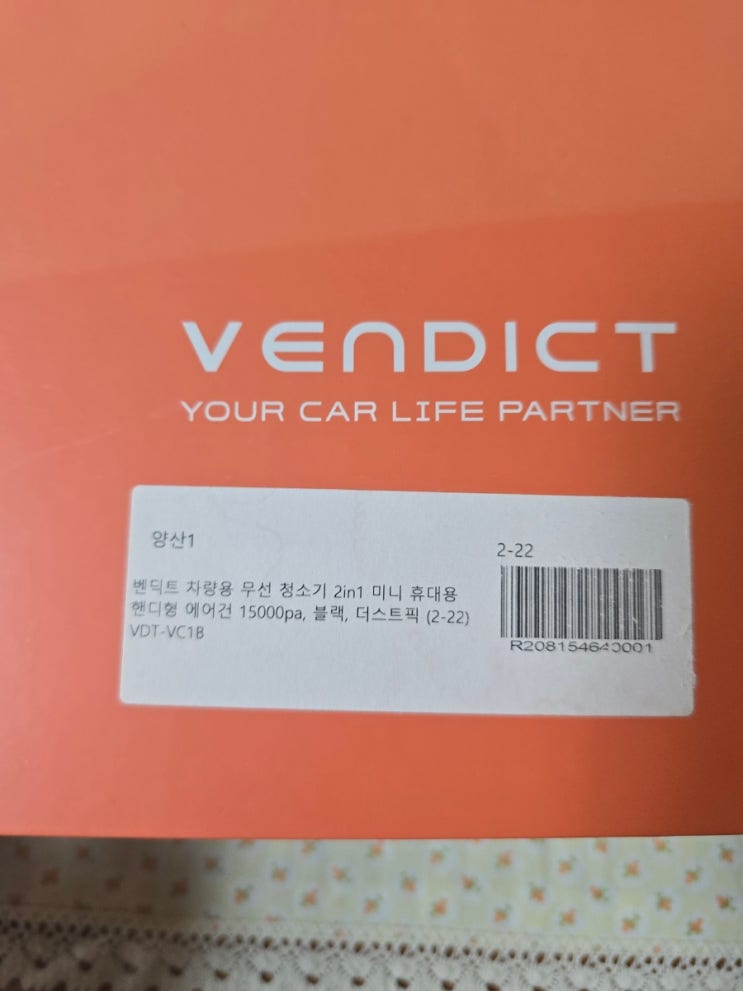 VENDICT
YOUR CAR LIFE PARTNER
양산1
2-22
벤딕트 차량용 무선 청소기 2in1 미니 휴대용
핸디형 에어건 15000pa, 블랙, 더스트픽 (2-22)
VDT-VC1B
R208154640001